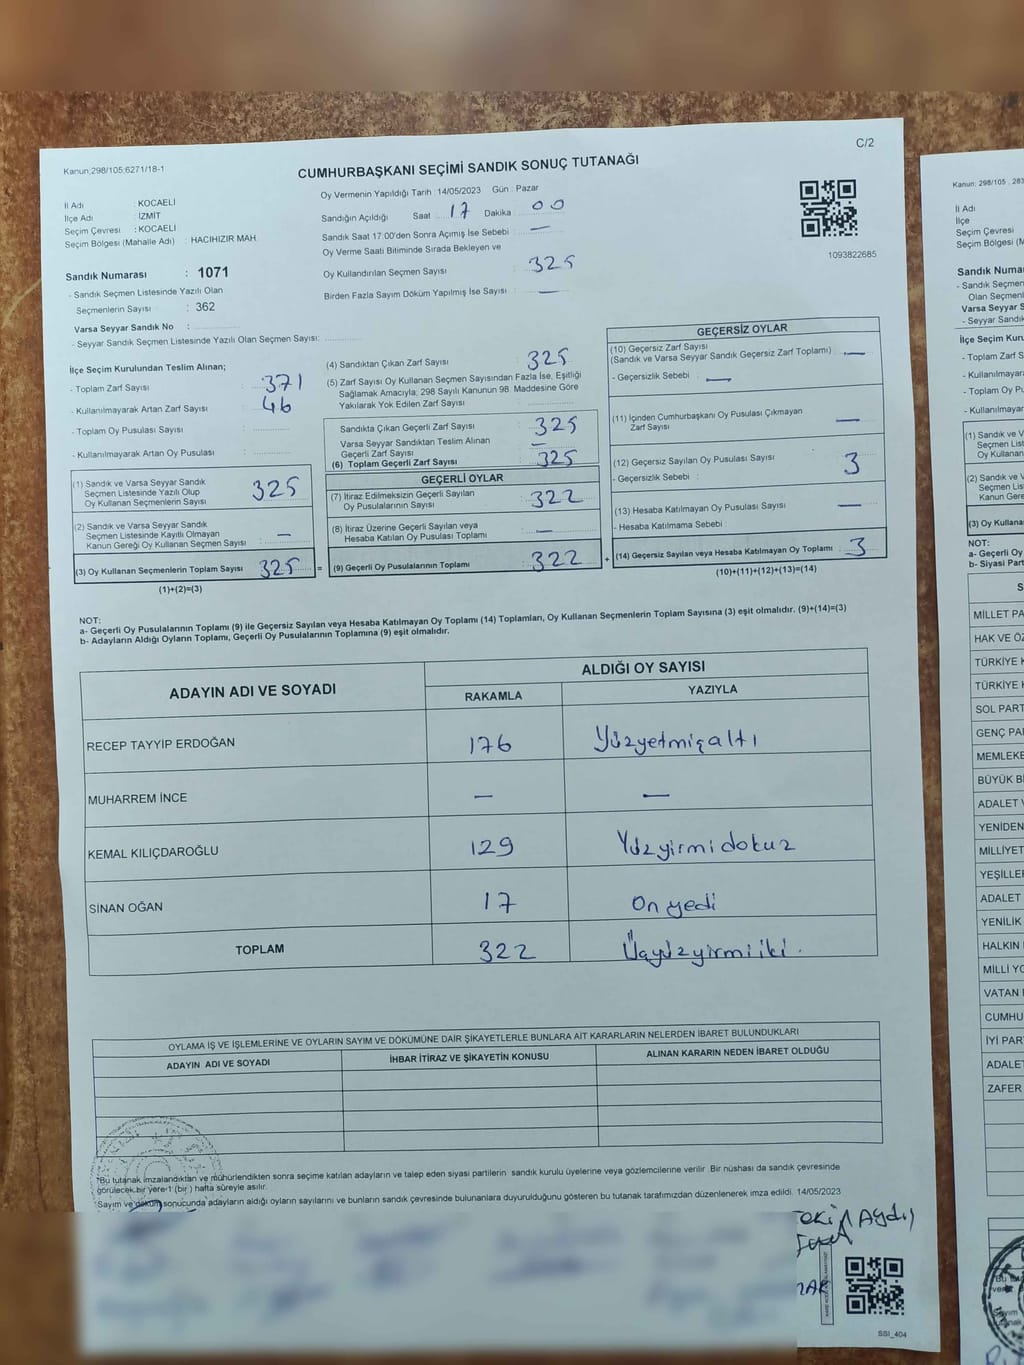 C/2
Kanun;298/105;6271/18-1
CUMHURBAŞKANI SEÇİMİ SANDIK SONUÇ TUTANAĞI
İl Adı : KOCAELİ
İlçe Adı : İZMİT
Seçim Çevresi : KOCAELİ
Seçim Bölgesi (Mahalle Adı) : HACIHIZIR MAH.
Sandık Numarası : 1071
- Sandık Seçmen Listesinde Yazılı Olan
Seçmenlerin Sayısı : 362
Varsa Seyyar Sandık No :
- Seyyar Sandık Seçmen Listesinde Yazılı Olan Seçmen Sayısı:
Oy Vermenin Yapıldığı Tarih : 14/05/2023 Gün : Pazar
Sandığın Açıldığı Saat 17 Dakika : 00
Sandık Saat 17:00'den Sonra Açımış İse Sebebi : —
Oy Verme Saati Bitiminde Sırada Bekleyen ve
Oy Kullandırılan Seçmen Sayısı : 325
Birden Fazla Sayım Döküm Yapılmış İse Sayısı : —
1093822685
İlçe Seçim Kurulundan Teslim Alınan;
- Toplam Zarf Sayısı : 371
- Kullanılmayarak Artan Zarf Sayısı : 46
- Toplam Oy Pusulası Sayısı :
- Kullanılmayarak Artan Oy Pusulası :
(1) Sandık ve Varsa Seyyar Sandık
Seçmen Listesinde Yazılı Olup
Oy Kullanan Seçmenlerin Sayısı 325
(2) Sandık ve Varsa Seyyar Sandık
Seçmen Listesinde Kayıtlı Olmayan
Kanun Gereği Oy Kullanan Seçmen Sayısı : —
(3) Oy Kullanan Seçmenlerin Toplam Sayısı 325 =
(1)+(2)=(3)
(4) Sandıktan Çıkan Zarf Sayısı : 325
(5) Zarf Sayısı Oy Kullanan Seçmen Sayısından Fazla İse, Eşitliği
Sağlamak Amacıyla; 298 Sayılı Kanunun 98. Maddesine Göre
Yakılarak Yok Edilen Zarf Sayısı :
Sandıkta Çıkan Geçerli Zarf Sayısı : 325
Varsa Seyyar Sandıktan Teslim Alınan
Geçerli Zarf Sayısı : —
(6) Toplam Geçerli Zarf Sayısı : 325
GEÇERLİ OYLAR
(7) İtiraz Edilmeksizin Geçerli Sayılan
Oy Pusulalarının Sayısı : 322
(8) İtiraz Üzerine Geçerli Sayılan veya
Hesaba Katılan Oy Pusulası Toplamı : —
(9) Geçerli Oy Pusulalarının Toplamı : 322 +
GEÇERSİZ OYLAR
(10) Geçersiz Zarf Sayısı
(Sandık ve Varsa Seyyar Sandık Geçersiz Zarf Toplamı) : —
- Geçersizlik Sebebi : —
(11) İçinden Cumhurbaşkanı Oy Pusulası Çıkmayan
Zarf Sayısı : —
(12) Geçersiz Sayılan Oy Pusulası Sayısı : 3
- Geçersizlik Sebebi :
(13) Hesaba Katılmayan Oy Pusulası Sayısı : —
- Hesaba Katılmama Sebebi :
(14) Geçersiz Sayılan veya Hesaba Katılmayan Oy Toplamı : 3
(10)+(11)+(12)+(13)=(14)
NOT:
a- Geçerli Oy Pusulalarının Toplamı (9) ile Geçersiz Sayılan veya Hesaba Katılmayan Oy Toplamı (14) Toplamları, Oy Kullanan Seçmenlerin Toplam Sayısına (3) eşit olmalıdır. (9)+(14)=(3)
b- Adayların Aldığı Oyların Toplamı, Geçerli Oy Pusulalarının Toplamına (9) eşit olmalıdır.
ADAYIN ADI VE SOYADI
ALDIĞI OY SAYISI
RAKAMLA YAZIYLA
RECEP TAYYİP ERDOĞAN 176 Yüzyetmişaltı
MUHARREM İNCE — —
KEMAL KILIÇDAROĞLU 129 Yüzyirmidokuz
SİNAN OĞAN 17 On yedi
TOPLAM 322 Üçyüzyirmiiki.
OYLAMA İŞ VE İŞLEMLERİNE VE OYLARIN SAYIM VE DÖKÜMÜNE DAİR ŞİKAYETLERLE BUNLARA AİT KARARLARIN NELERDEN İBARET BULUNDUKLARI
ADAYIN ADI VE SOYADI İHBAR İTİRAZ VE ŞİKAYETİN KONUSU ALINAN KARARIN NEDEN İBARET OLDUĞU
*Bu tutanak imzalandıktan ve mühürlendikten sonra seçime katılan adayların ve talep eden siyasi partilerin sandık kurulu üyelerine veya gözlemcilerine verilir. Bir nüshası da sandık çevresinde
görülecek bir yere 1 (bir) hafta süreyle asılır.
*Sayım ve döküm sonucunda adayların aldığı oyların sayılarını ve bunların sandık çevresinde bulunanlara duyurulduğunu gösteren bu tutanak tarafımızdan düzenlenerek imza edildi. 14/05/2023
Aydın
SSI_404
Kanun; 298/105
İl Adı
İlçe
Seçim Çevresi
Seçim Bölgesi (M
Sandık Numa
- Sandık Seçmen
Olan Seçmen
Varsa Seyyar S
- Seyyar Sandı
İlçe Seçim Kuru
- Toplam Zarf S
- Kullanılmayar
- Toplam Oy Pu
- Kullanılmayar
(1) Sandık ve V
Seçmen Lis
Oy Kullana
(2) Sandık ve
Seçmen Lis
Kanun Gere
(3) Oy Kullana
NOT:
a- Geçerli Oy
b- Siyasi Part
S
MİLLET PA
HAK VE ÖZ
TÜRKİYE K
TÜRKİYE K
SOL PART
GENÇ PA
MEMLEKE
BÜYÜK Bİ
ADALET V
YENİDEN
MİLLİYET
YEŞİLLER
ADALET
YENİLİK
HALKIN
MİLLİ YO
VATAN
CUMHU
İYİ PAR
ADALET
ZAFER